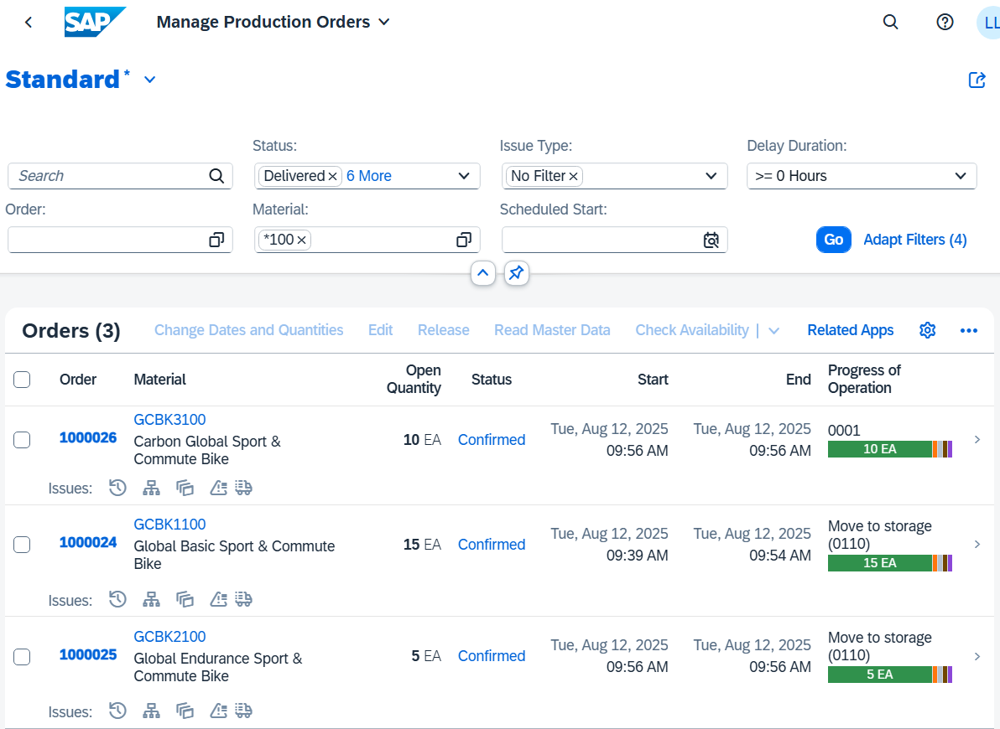 SAP Manage Production Orders LL
Standard *
Status: Issue Type: Delay Duration:
Search Delivered 6 More No Filter >= 0 Hours
Order: Material: Scheduled Start:
*100 Go Adapt Filters (4)
Orders (3) Change Dates and Quantities Edit Release Read Master Data Check Availability Related Apps
Order Material Open Quantity Status Start End Progress of Operation
GCBK3100
1000026 Carbon Global Sport & 10 EA Confirmed Tue, Aug 12, 2025 Tue, Aug 12, 2025 0001
Commute Bike 09:56 AM 09:56 AM 10 EA
Issues:
GCBK1100
1000024 Global Basic Sport & Commute 15 EA Confirmed Tue, Aug 12, 2025 Tue, Aug 12, 2025 Move to storage (0110)
Bike 09:39 AM 09:54 AM 15 EA
Issues:
GCBK2100
1000025 Global Endurance Sport & 5 EA Confirmed Tue, Aug 12, 2025 Tue, Aug 12, 2025 Move to storage (0110)
Commute Bike 09:56 AM 09:56 AM 5 EA
Issues: